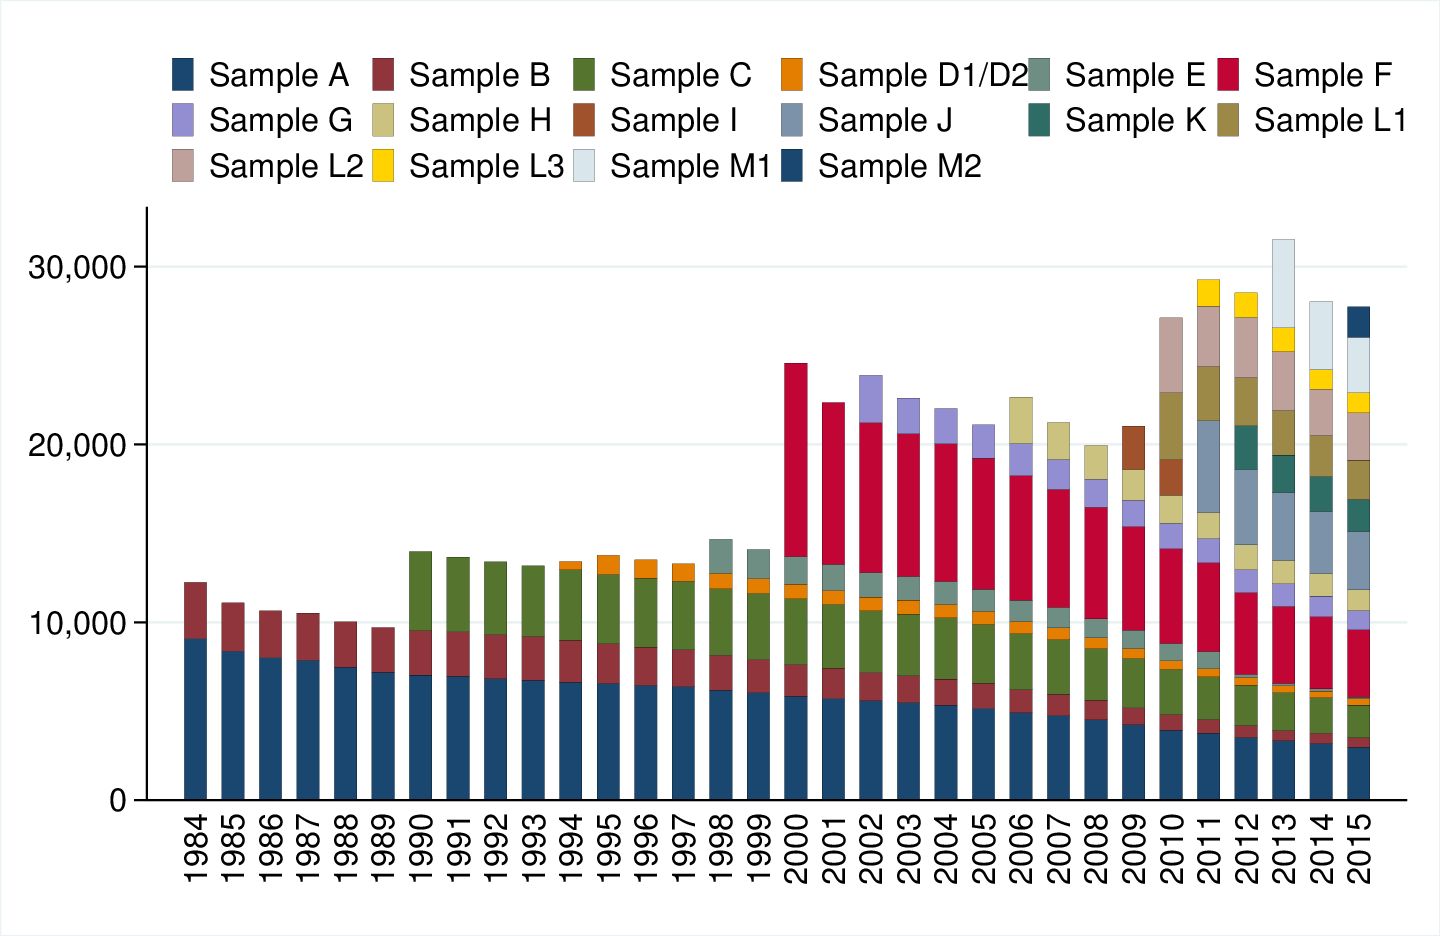 Sample A Sample B Sample C Sample D1/D2 Sample E Sample F
Sample G Sample H Sample I Sample J Sample K Sample L1
Sample L2 Sample L3 Sample M1 Sample M2
30,000
20,000
10,000
0
1984 1985 1986 1987 1988 1989 1990 1991 1992 1993 1994 1995 1996 1997 1998 1999 2000 2001 2002 2003 2004 2005 2006 2007 2008 2009 2010 2011 2012 2013 2014 2015